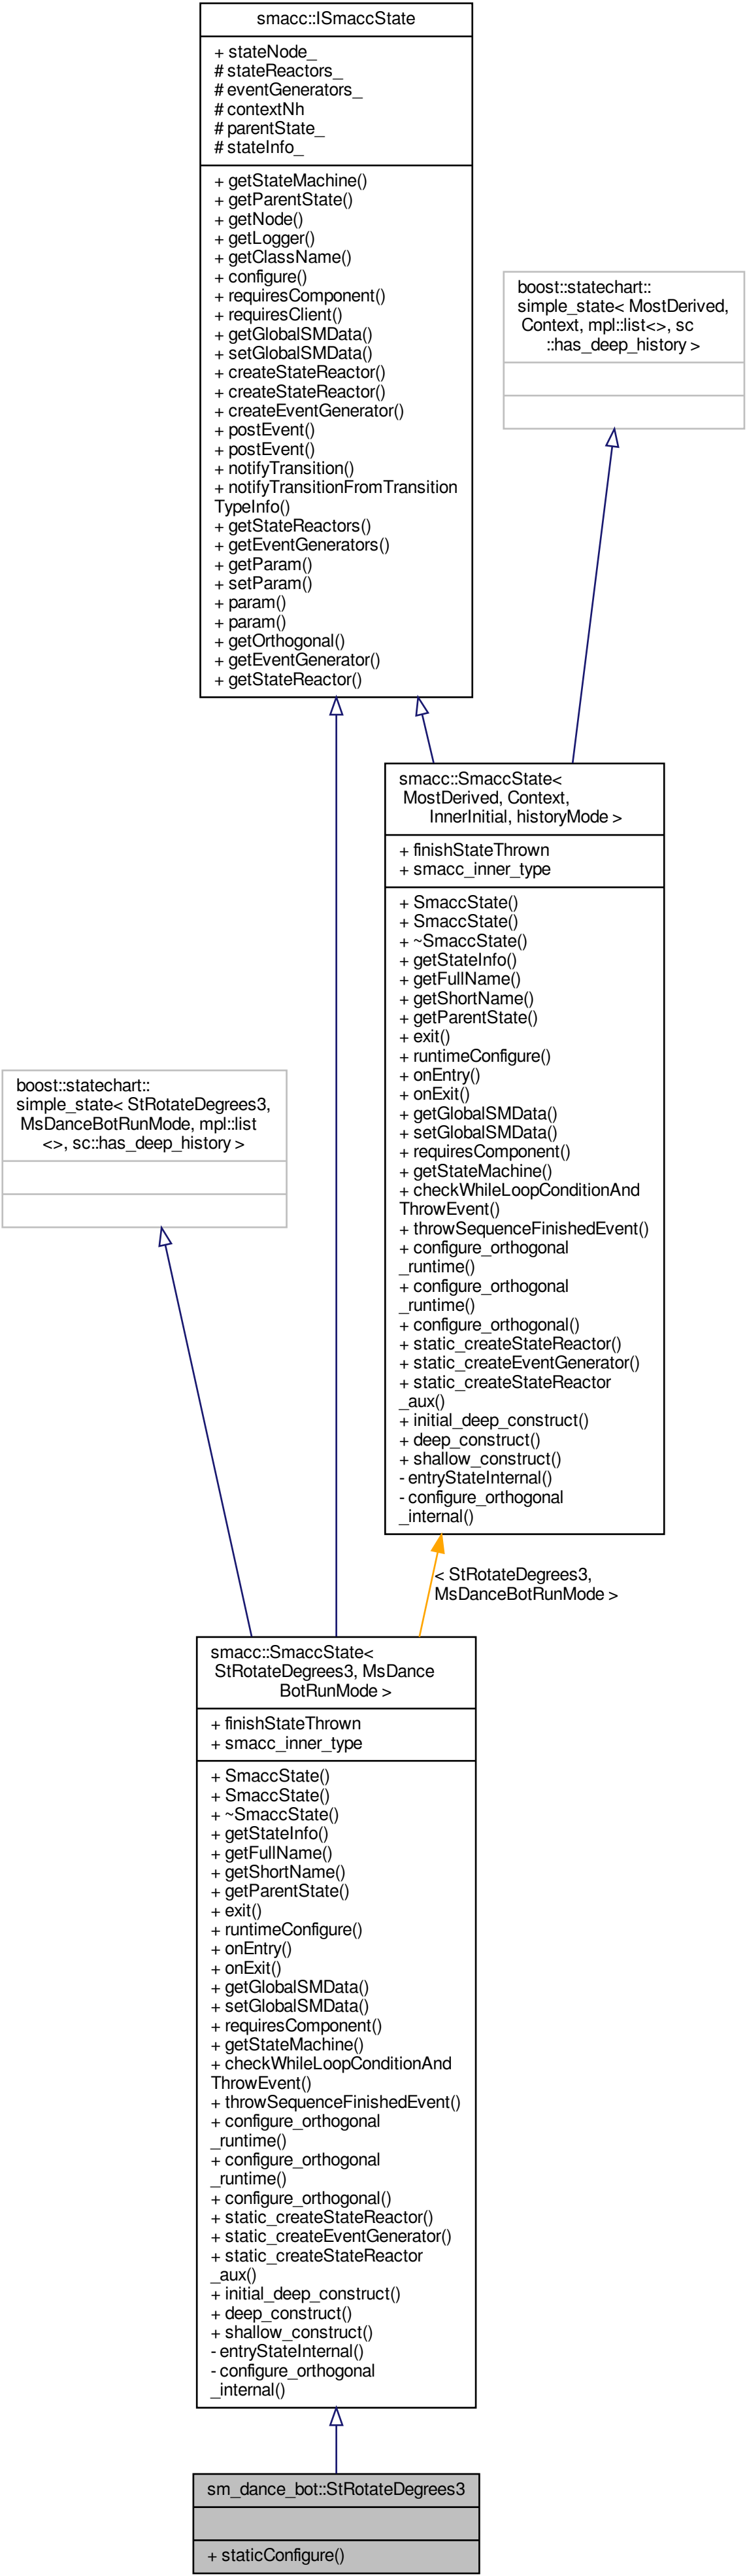 smacc::ISmaccState
+ stateNode_
# stateReactors_
# eventGenerators_
# contextNh
# parentState_
# stateInfo_
+ getStateMachine()
+ getParentState()
+ getNode()
+ getLogger()
+ getClassName()
+ configure()
+ requiresComponent()
+ requiresClient()
+ getGlobalSMData()
+ setGlobalSMData()
+ createStateReactor()
+ createStateReactor()
+ createEventGenerator()
+ postEvent()
+ postEvent()
+ notifyTransition()
+ notifyTransitionFromTransition
TypeInfo()
+ getStateReactors()
+ getEventGenerators()
+ getParam()
+ setParam()
+ param()
+ param()
+ getOrthogonal()
+ getEventGenerator()
+ getStateReactor()
boost::statechart::
simple_state< MostDerived,
Context, mpl::list<>, sc
::has_deep_history >
smacc::SmaccState<
MostDerived, Context,
InnerInitial, historyMode >
+ finishStateThrown
+ smacc_inner_type
+ SmaccState()
+ SmaccState()
+ ~SmaccState()
+ getStateInfo()
+ getFullName()
+ getShortName()
+ getParentState()
+ exit()
+ runtimeConfigure()
+ onEntry()
+ onExit()
+ getGlobalSMData()
+ setGlobalSMData()
+ requiresComponent()
+ getStateMachine()
+ checkWhileLoopConditionAnd
ThrowEvent()
+ throwSequenceFinishedEvent()
+ configure_orthogonal
_runtime()
+ configure_orthogonal
_runtime()
+ configure_orthogonal()
+ static_createStateReactor()
+ static_createEventGenerator()
+ static_createStateReactor
_aux()
+ initial_deep_construct()
+ deep_construct()
+ shallow_construct()
- entryStateInternal()
- configure_orthogonal
_internal()
boost::statechart::
simple_state< StRotateDegrees3,
MsDanceBotRunMode, mpl::list
<>, sc::has_deep_history >
< StRotateDegrees3,
MsDanceBotRunMode >
smacc::SmaccState<
StRotateDegrees3, MsDance
BotRunMode >
+ finishStateThrown
+ smacc_inner_type
+ SmaccState()
+ SmaccState()
+ ~SmaccState()
+ getStateInfo()
+ getFullName()
+ getShortName()
+ getParentState()
+ exit()
+ runtimeConfigure()
+ onEntry()
+ onExit()
+ getGlobalSMData()
+ setGlobalSMData()
+ requiresComponent()
+ getStateMachine()
+ checkWhileLoopConditionAnd
ThrowEvent()
+ throwSequenceFinishedEvent()
+ configure_orthogonal
_runtime()
+ configure_orthogonal
_runtime()
+ configure_orthogonal()
+ static_createStateReactor()
+ static_createEventGenerator()
+ static_createStateReactor
_aux()
+ initial_deep_construct()
+ deep_construct()
+ shallow_construct()
- entryStateInternal()
- configure_orthogonal
_internal()
sm_dance_bot::StRotateDegrees3
+ staticConfigure()